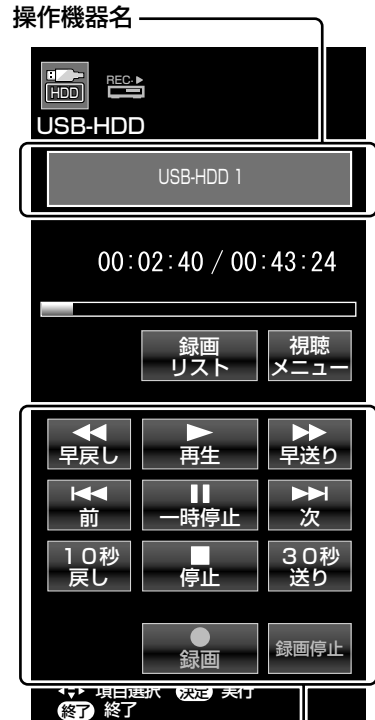 操作機器名
HDD
REC.
USB-HDD
USB-HDD 1
00:02:40 / 00:43:24
録画
リスト
視聴
メニュー
早戻し
再生
早送り
前
一時停止
次
10秒
戻し
停止
30秒
送り
録画
録画停止
項目選択 決定 実行
終了 終了